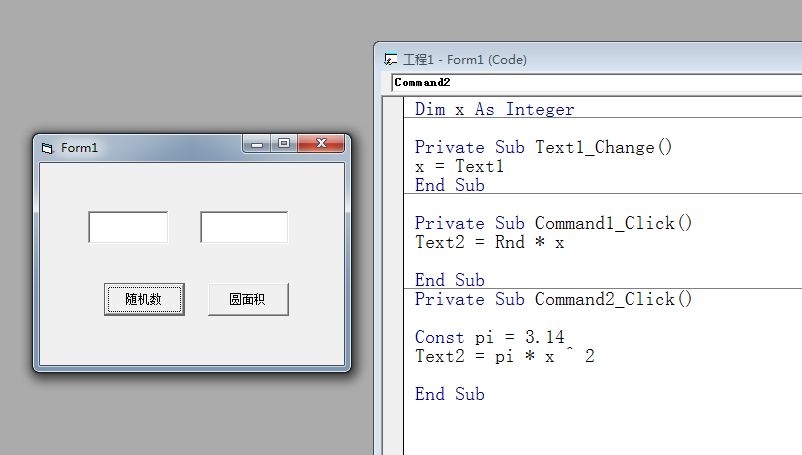 工程1 - Form1 (Code)
Command2
Dim x As Integer
Form1
Private Sub Text1_Change()
x = Text1
End Sub
Private Sub Command1_Click()
Text2 = Rnd * x
End Sub
随机数
圆面积
Private Sub Command2_Click()
Const pi = 3.14
Text2 = pi * x ^ 2
End Sub